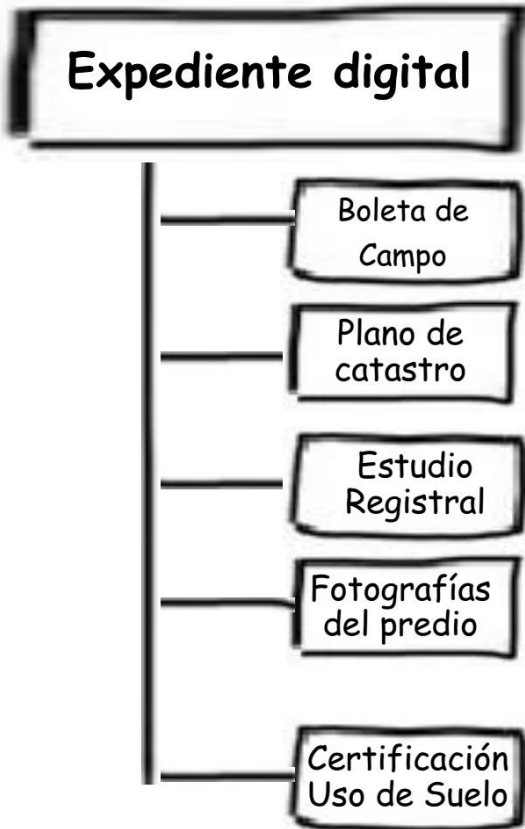 Expediente digital
Boleta de
Campo
Plano de
catastro
Estudio
Registral
Fotografías
del predio
Certificación
Uso de Suelo